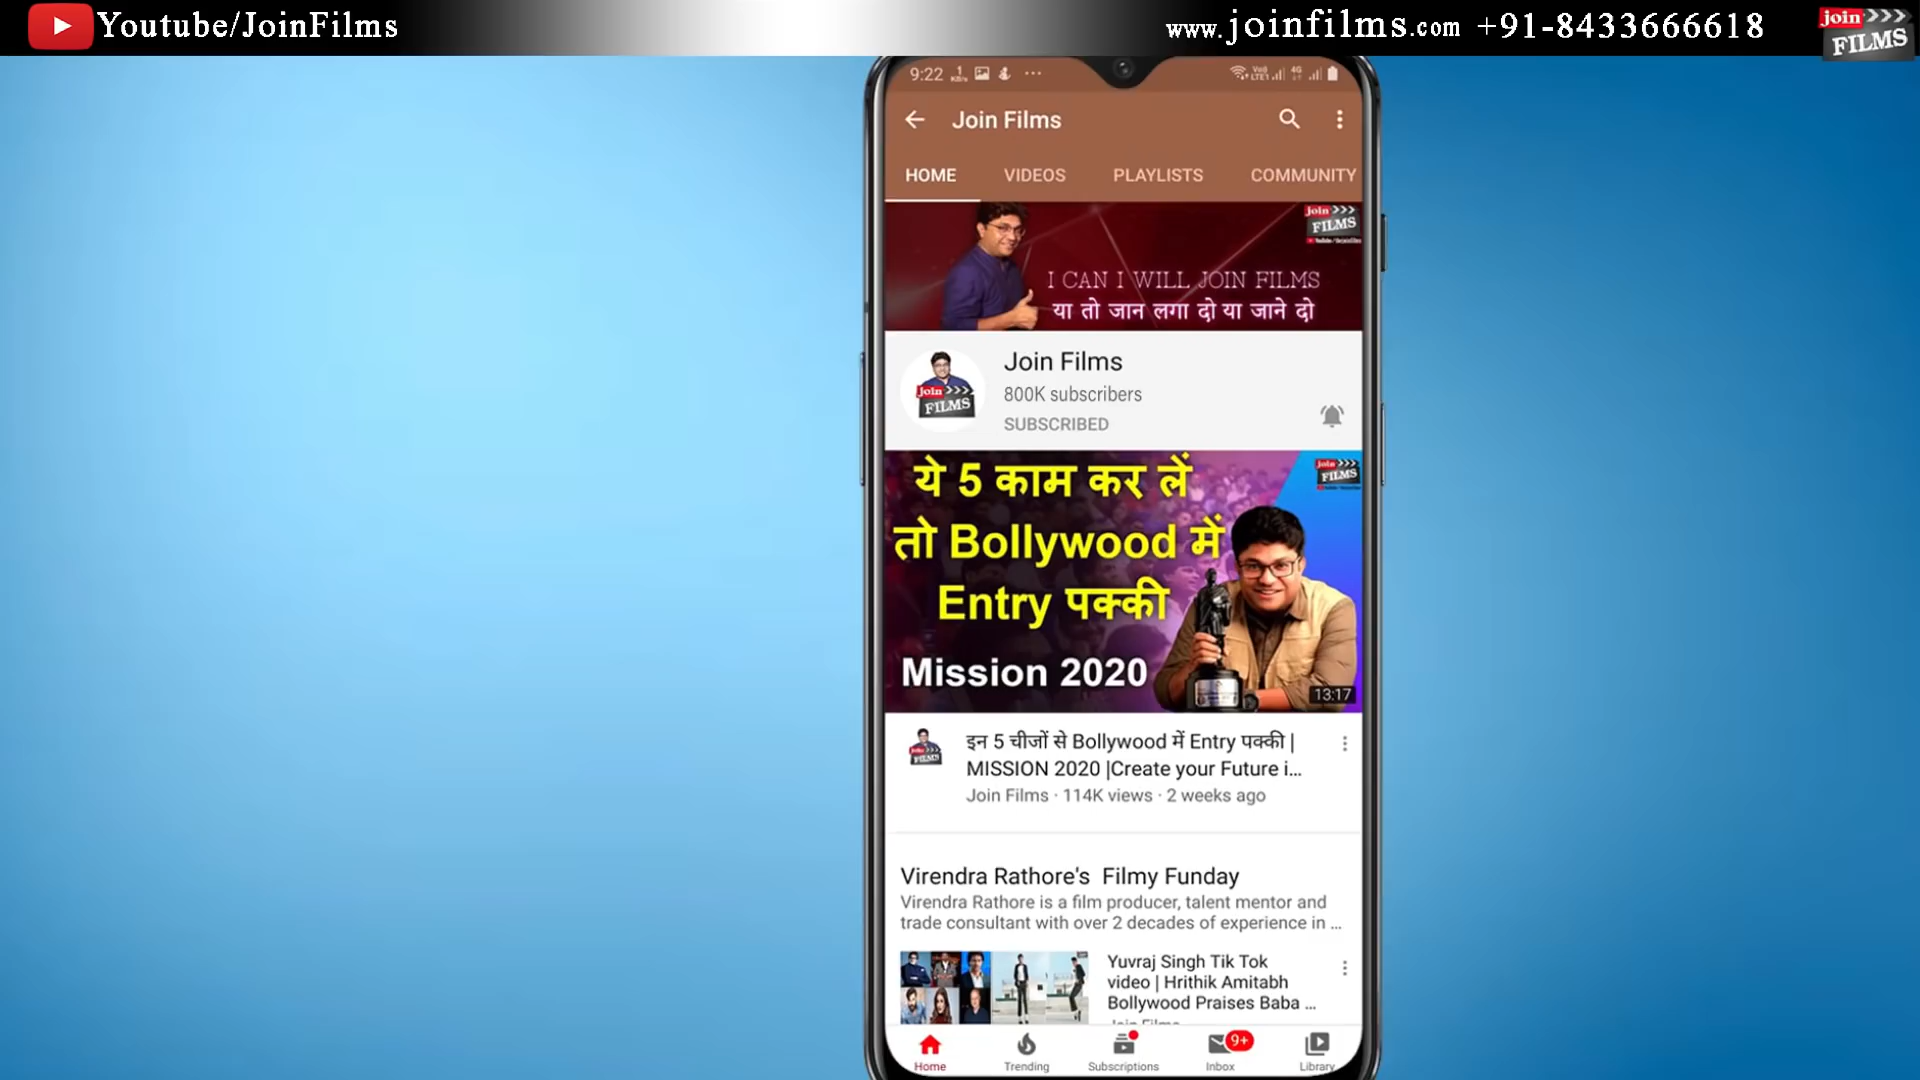 Youtube/JoinFilms
www.joinfilms.com +91-8433666618
join >>>
FILMS
9:22
Join Films
HOME VIDEOS PLAYLISTS COMMUNITY
join >>>
FILMS
I CAN I WILL JOIN FILMS
या तो जान लगा दो या जाने दो
Join Films
800K subscribers
SUBSCRIBED
join >>>
FILMS
ये 5 काम कर लें
तो Bollywood में
Entry पक्की
Mission 2020
join >>>
FILMS
13:17
इन 5 चीजों से Bollywood में Entry पक्की |
MISSION 2020 |Create your Future i...
Join Films · 114K views · 2 weeks ago
Virendra Rathore's Filmy Funday
Virendra Rathore is a film producer, talent mentor and
trade consultant with over 2 decades of experience in ...
Yuvraj Singh Tik Tok
video | Hrithik Amitabh
Bollywood Praises Baba ...
9+
Home Trending Subscriptions Inbox Library